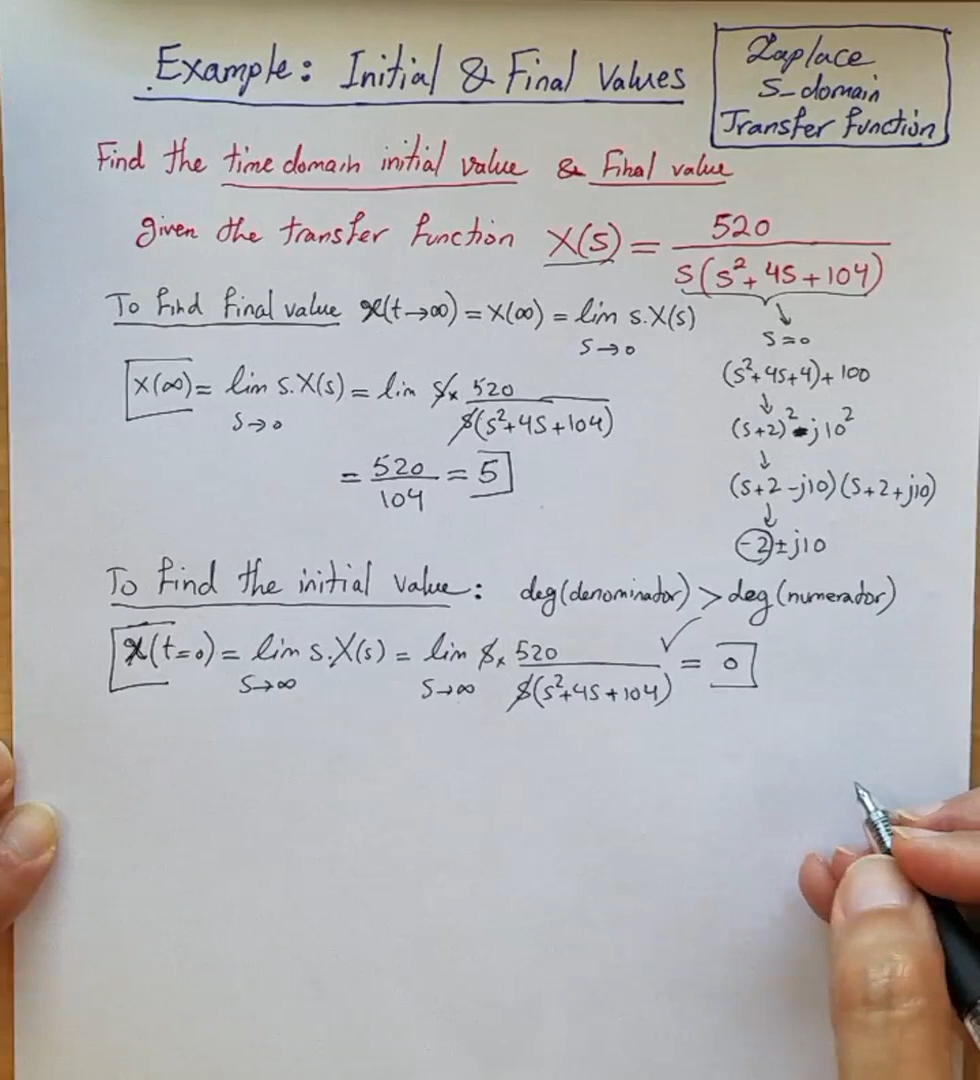 Example: Initial & Final Values
Laplace
S-domain
Transfer function
Find the time domain initial value & Final value
given the transfer function X(s) = 520 / s(s²+4s+104)
To Find Final value x(t→∞) = x(∞) = lim s.X(s)
s→0
s=0
x(∞) = lim s.X(s) = lim s× 520 / s(s²+4s+104)
s→0
= 520/104 = 5
(s²+4s+4)+100
↓
(s+2)²-j10²
↓
(s+2-j10)(s+2+j10)
↓
-2±j10
To find the initial value: deg(denominator) > deg(numerador)
x(t=0) = lim s.X(s) = lim s× 520 / s(s²+4s+104) ✓ = 0
s→∞ s→∞